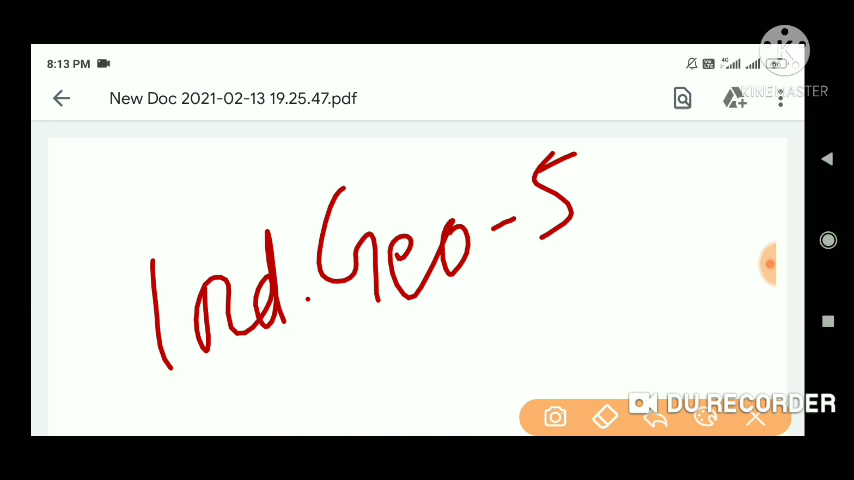 8:13 PM
KINEMASTER
New Doc 2021-02-13 19.25.47.pdf
Ind. Geo - 5
DU RECORDER